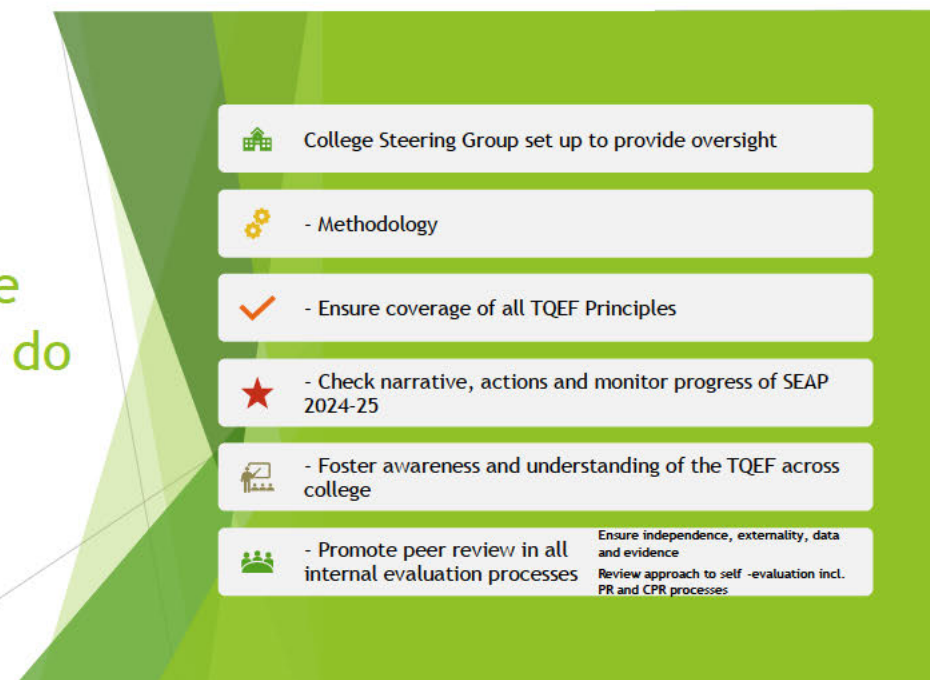 e
do
College Steering Group set up to provide oversight
- Methodology
- Ensure coverage of all TQEF Principles
- Check narrative, actions and monitor progress of SEAP
2024-25
- Foster awareness and understanding of the TQEF across
college
- Promote peer review in all
internal evaluation processes
Ensure independence, externality, data
and evidence
Review approach to self -evaluation incl.
PR and CPR processes